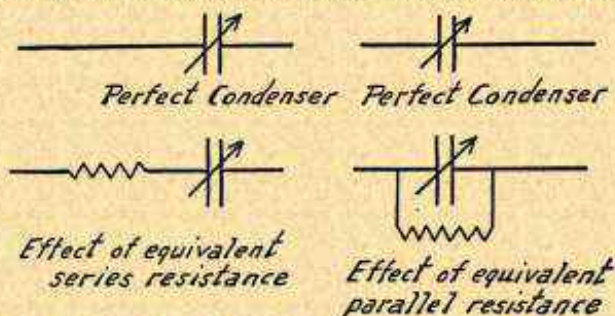 Perfect Condenser
Perfect Condenser
Effect of equivalent
series resistance
Effect of equivalent
parallel resistance